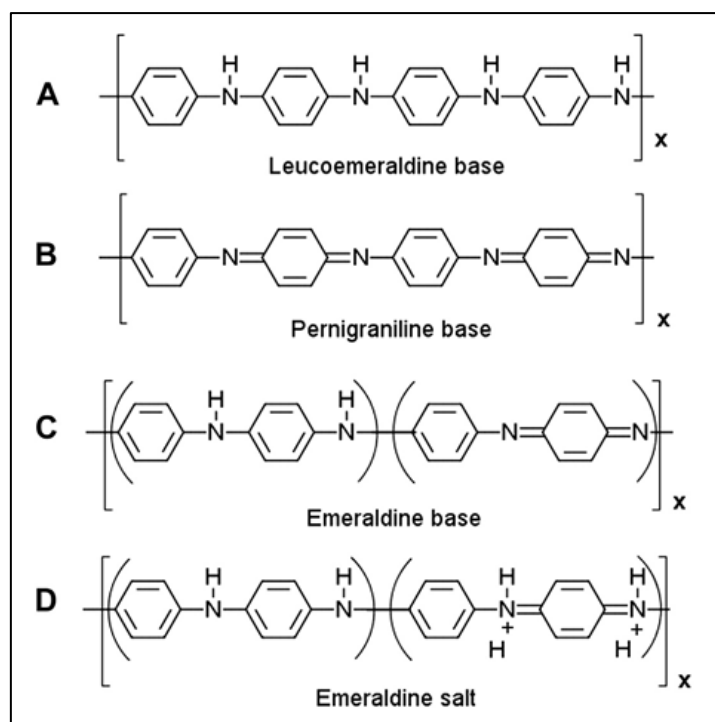 H H H H
A N N N N
x
Leucoemeraldine base
B N N N N
x
Pernigraniline base
H H
C N N N N
x
Emeraldine base
H H H H
D N N N N
+ +
H H
x
Emeraldine salt